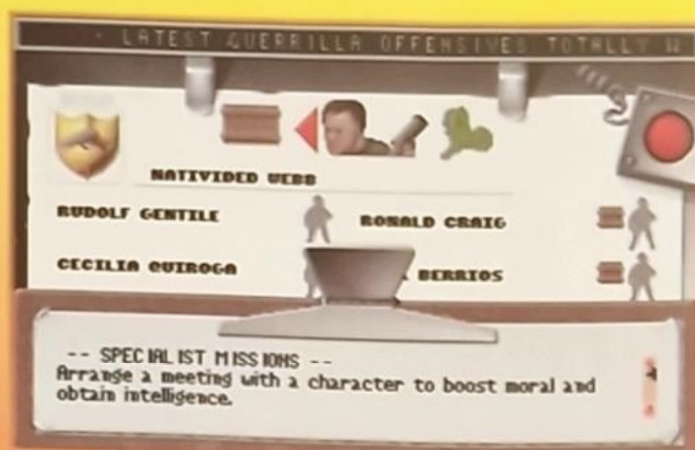 LATEST GUERRILLA OFFENSIVES TOTALLY
NATIVIDED WEBB
RUDOLF GENTILE RONALD CRAIG
CECILIA QUIROGA BERRIOS
-- SPECIALIST MISSIONS --
Arrange a meeting with a character to boost moral and
obtain intelligence.